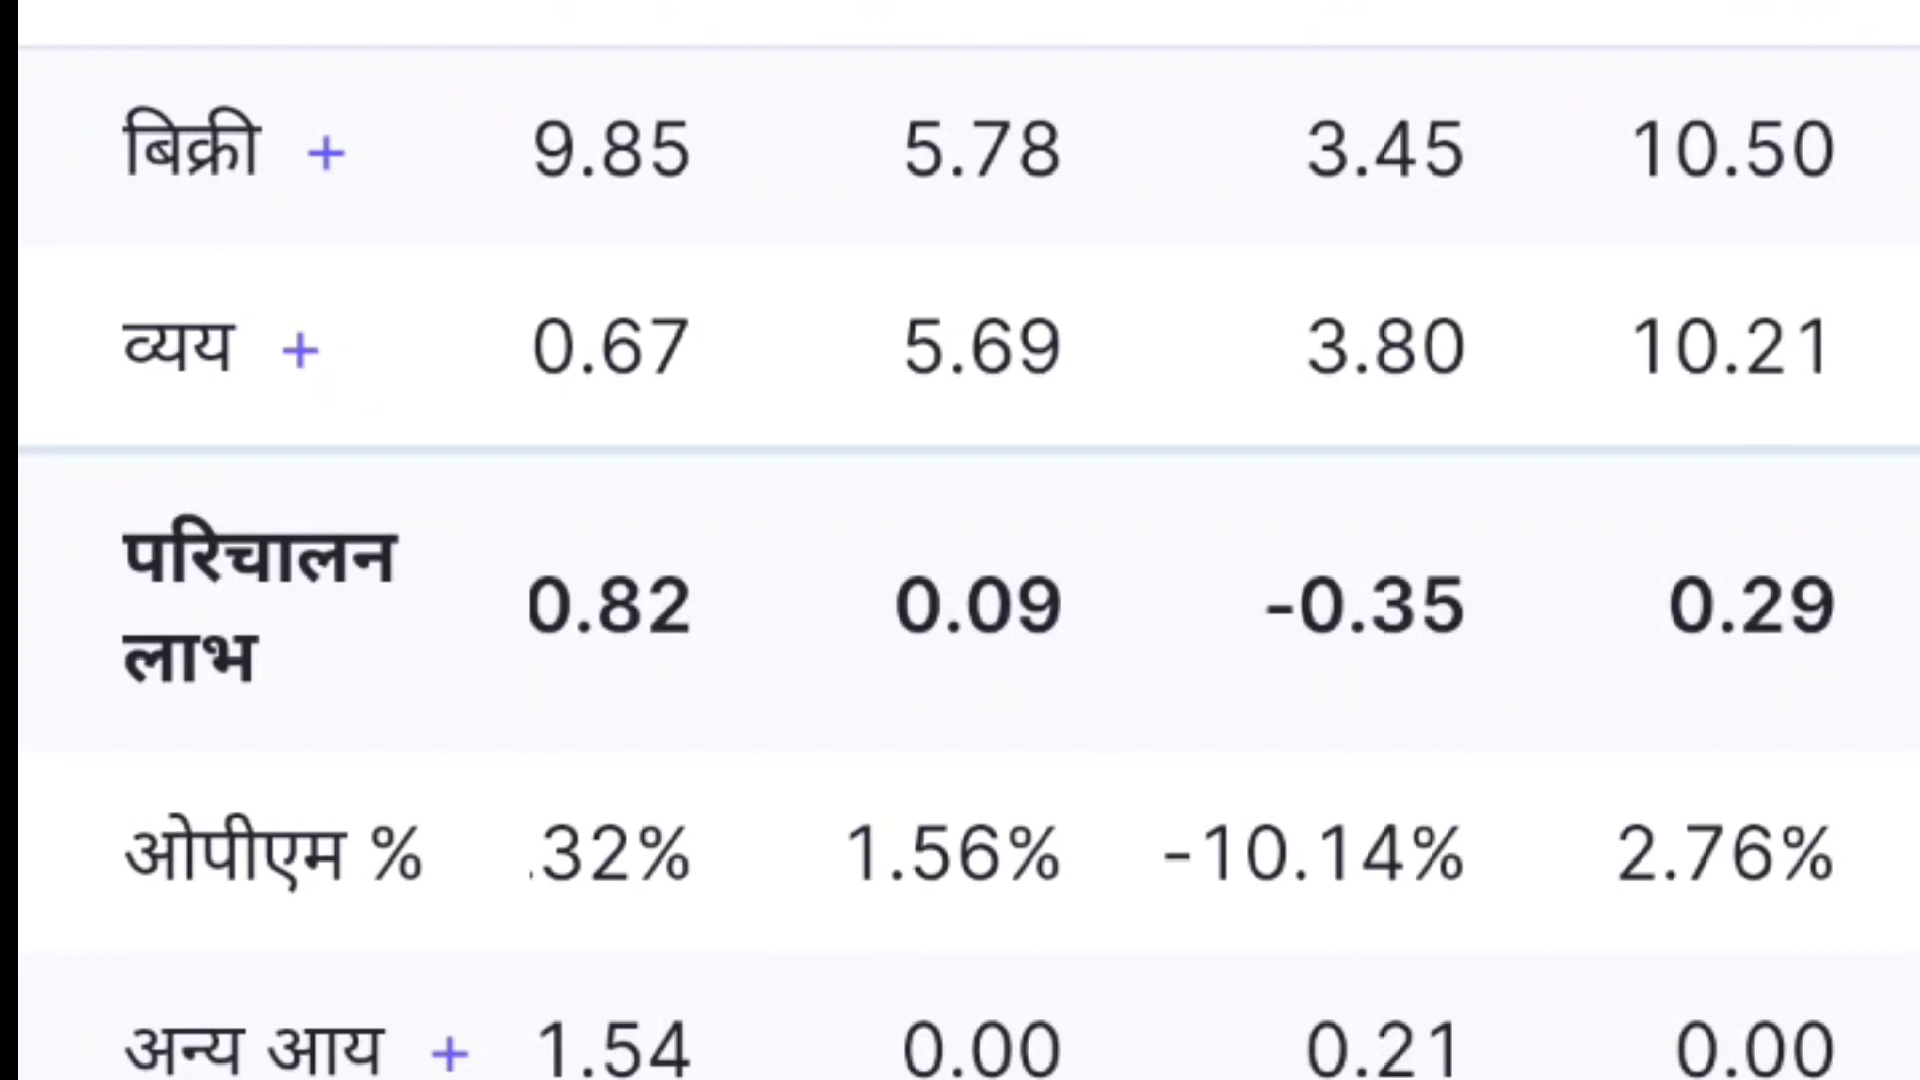 बिक्री + 9.85 5.78 3.45 10.50
व्यय + 0.67 5.69 3.80 10.21
परिचालन लाभ 0.82 0.09 -0.35 0.29
ओपीएम % .32% 1.56% -10.14% 2.76%
अन्य आय + 1.54 0.00 0.21 0.00